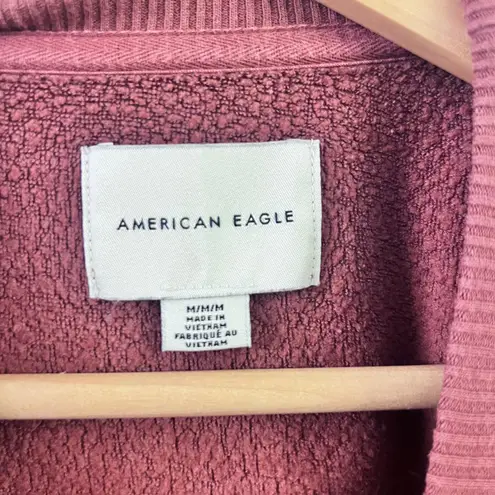 AMERICAN EAGLE
M/M/M
MADE IN
VIETNAM
FABRIQUÉ AU
VIETNAM